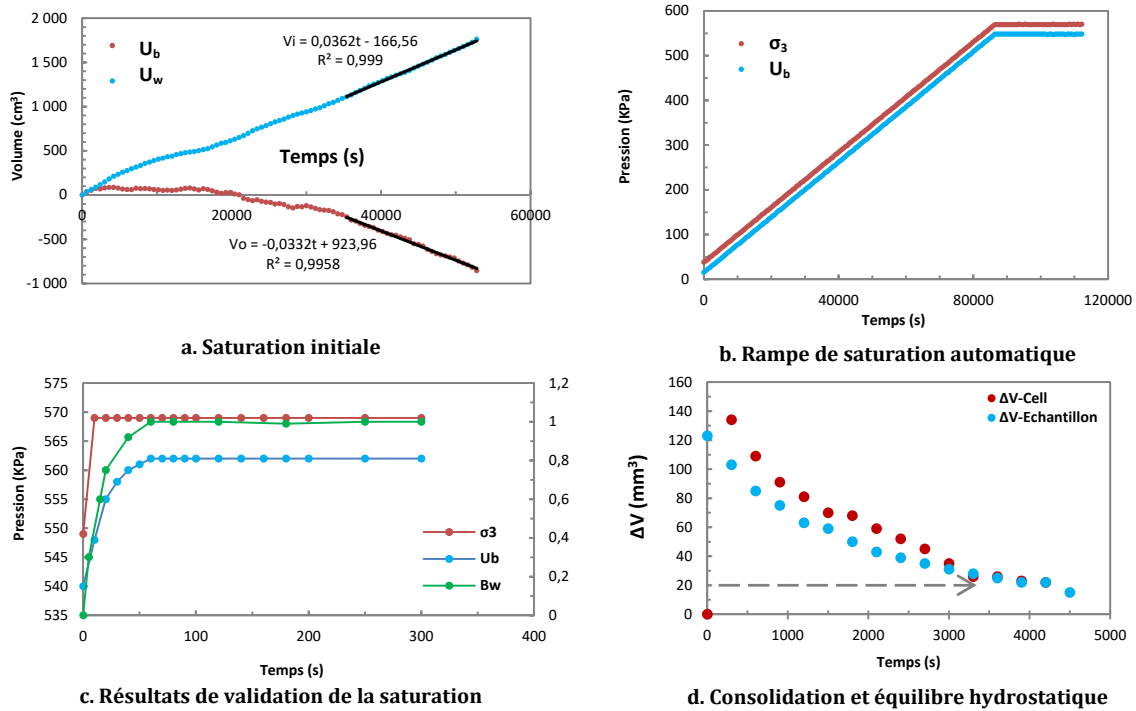 2 000
1 500
1 000
500
0
-500
-1 000
Volume (cm³)
0
20000
40000
60000
Temps (s)
U_b
U_w
Vi = 0,0362t - 166,56
R² = 0,999
Vo = -0,0332t + 923,96
R² = 0,9958
a. Saturation initiale
600
500
400
300
200
100
0
Pression (KPa)
0
40000
80000
120000
Temps (s)
σ₃
U_b
b. Rampe de saturation automatique
575
570
565
560
555
550
545
540
535
Pression (KPa)
1,2
1
0,8
0,6
0,4
0,2
0
0
100
200
300
400
Temps (s)
σ3
Ub
Bw
c. Résultats de validation de la saturation
160
140
120
100
80
60
40
20
0
ΔV (mm³)
0
1000
2000
3000
4000
5000
Temps (s)
ΔV-Cell
ΔV-Echantillon
d. Consolidation et équilibre hydrostatique